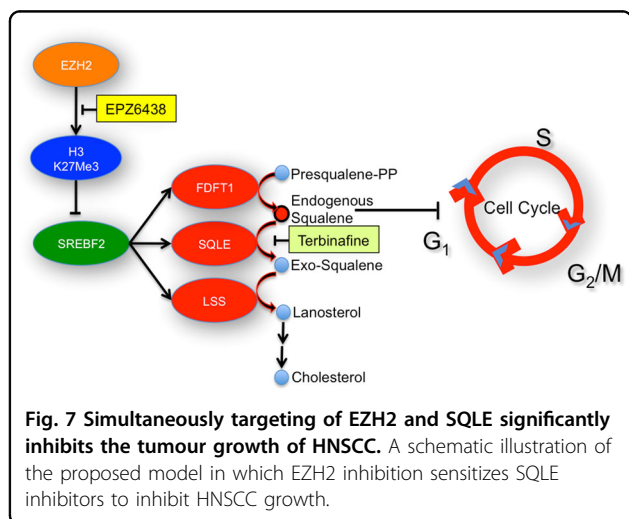 EZH2
EPZ6438
H3
K27Me3
SREBF2
FDFT1
SQLE
LSS
Presqualene-PP
Endogenous
Squalene
Terbinafine
Exo-Squalene
Lanosterol
Cholesterol
S
Cell Cycle
G1
G2/M
Fig. 7 Simultaneously targeting of EZH2 and SQLE significantly
inhibits the tumour growth of HNSCC. A schematic illustration of
the proposed model in which EZH2 inhibition sensitizes SQLE
inhibitors to inhibit HNSCC growth.